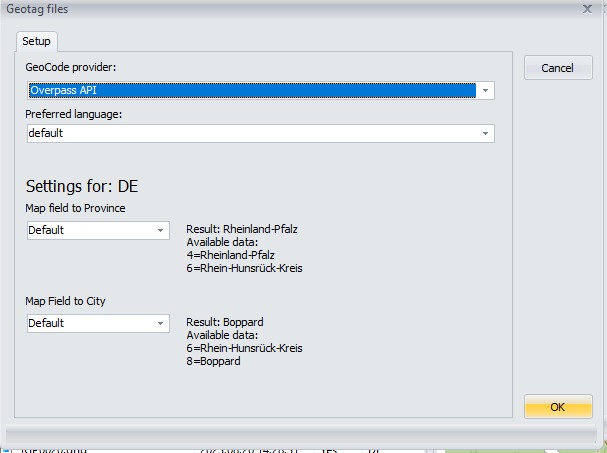 Geotag files
Setup
GeoCode provider:
Overpass API
Cancel
Preferred language:
default
Settings for: DE
Map field to Province
Default
Result: Rheinland-Pfalz
Available data:
4=Rheinland-Pfalz
6=Rhein-Hunsrück-Kreis
Map Field to City
Default
Result: Boppard
Available data:
6=Rhein-Hunsrück-Kreis
8=Boppard
OK